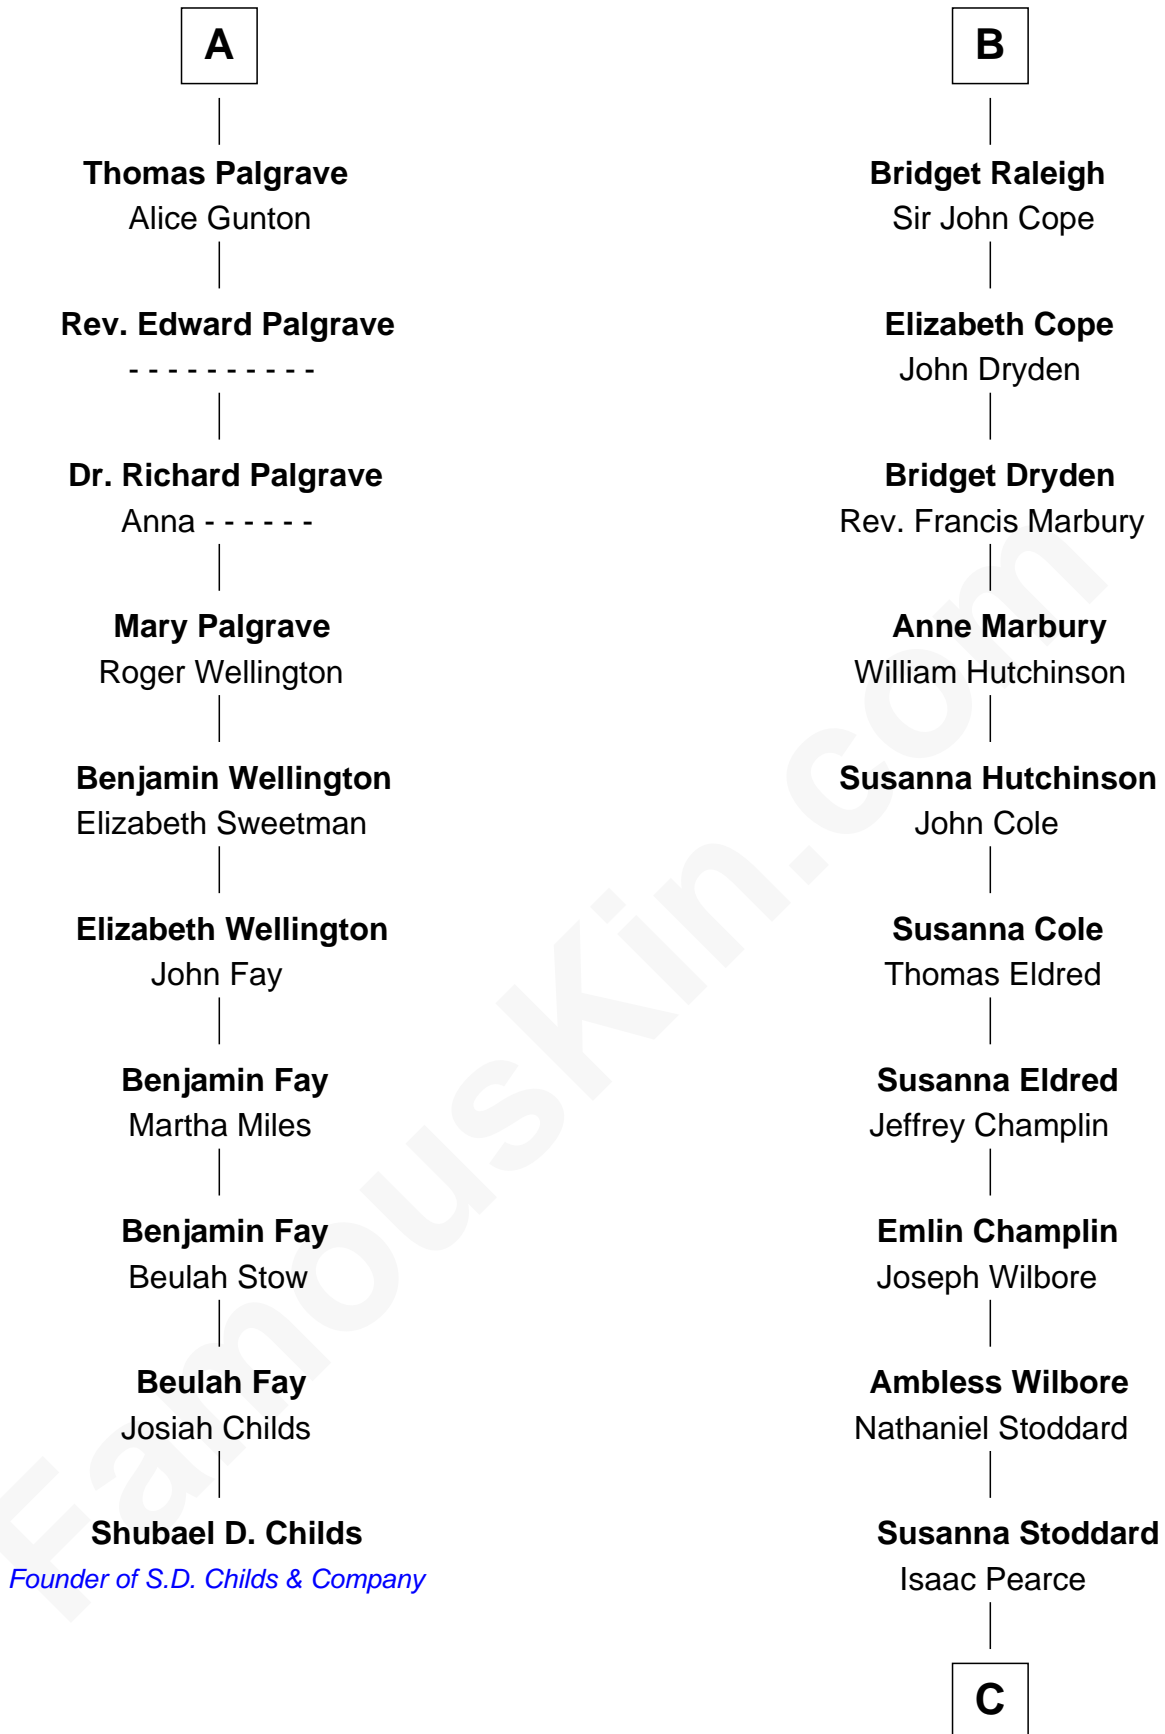 A
Thomas Palgrave
Alice Gunton
Rev. Edward Palgrave
- - - - - - - - - -
Dr. Richard Palgrave
Anna - - - - - -
Mary Palgrave
Roger Wellington
Benjamin Wellington
Elizabeth Sweetman
Elizabeth Wellington
John Fay
Benjamin Fay
Martha Miles
Benjamin Fay
Beulah Stow
Beulah Fay
Josiah Childs
Shubael D. Childs
Founder of S.D. Childs & Company
B
Bridget Raleigh
Sir John Cope
Elizabeth Cope
John Dryden
Bridget Dryden
Rev. Francis Marbury
Anne Marbury
William Hutchinson
Susanna Hutchinson
John Cole
Susanna Cole
Thomas Eldred
Susanna Eldred
Jeffrey Champlin
Emlin Champlin
Joseph Wilbore
Ambless Wilbore
Nathaniel Stoddard
Susanna Stoddard
Isaac Pearce
C
FamousKin.com